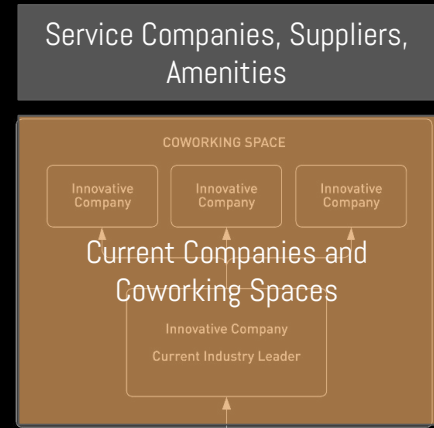 Service Companies, Suppliers,
Amenities
COWORKING SPACE
Innovative
Company
Innovative
Company
Innovative
Company
Current Companies and
Coworking Spaces
Innovative Company
Current Industry Leader